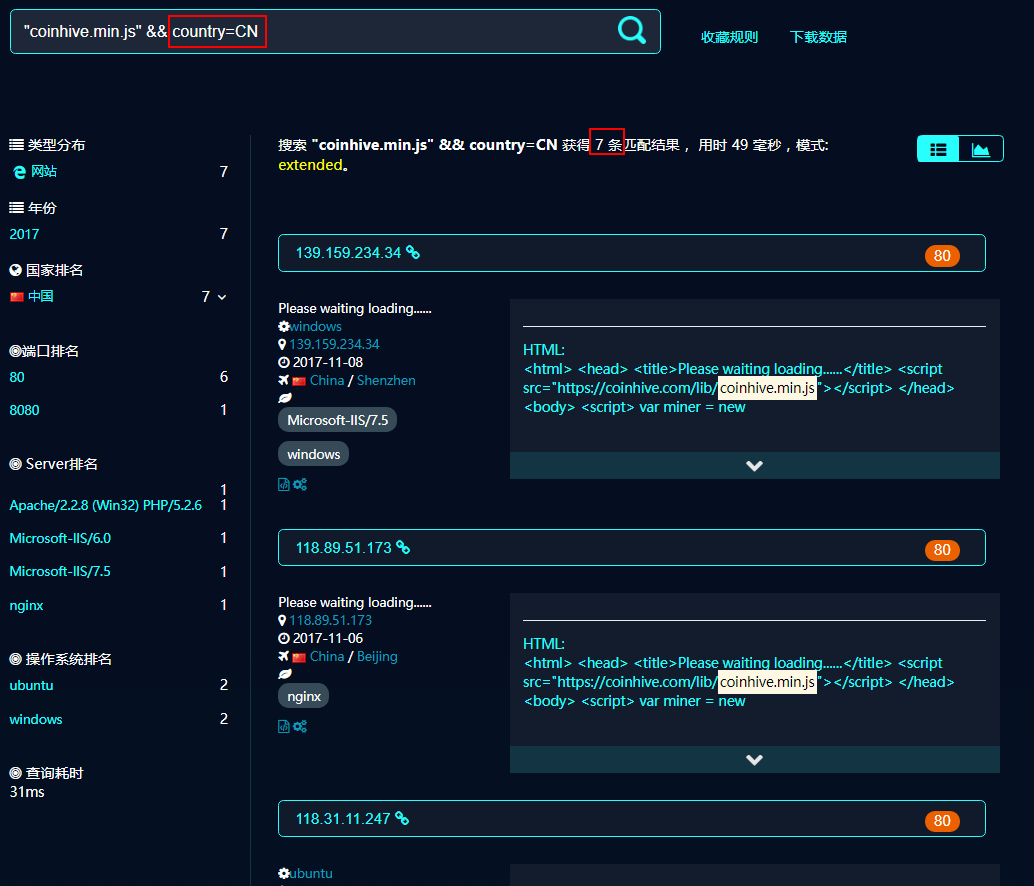 "coinhive.min.js" && country=CN
收藏规则
下载数据
类型分布
网站 7
年份
2017 7
国家排名
中国 7
端口排名
80 6
8080 1
Server排名
1
Apache/2.2.8 (Win32) PHP/5.2.6 1
Microsoft-IIS/6.0 1
Microsoft-IIS/7.5 1
nginx 1
操作系统排名
ubuntu 2
windows 2
查询耗时
31ms
搜索 "coinhive.min.js" && country=CN 获得 7 条匹配结果， 用时 49 毫秒，模式:
extended。
139.159.234.34 80
Please waiting loading......
windows
139.159.234.34
2017-11-08
China / Shenzhen
Microsoft-IIS/7.5
windows
HTML:
<html> <head> <title>Please waiting loading......</title> <script
src="https://coinhive.com/lib/coinhive.min.js"></script> </head>
<body> <script> var miner = new
118.89.51.173 80
Please waiting loading......
118.89.51.173
2017-11-06
China / Beijing
nginx
HTML:
<html> <head> <title>Please waiting loading......</title> <script
src="https://coinhive.com/lib/coinhive.min.js"></script> </head>
<body> <script> var miner = new
118.31.11.247 80
ubuntu